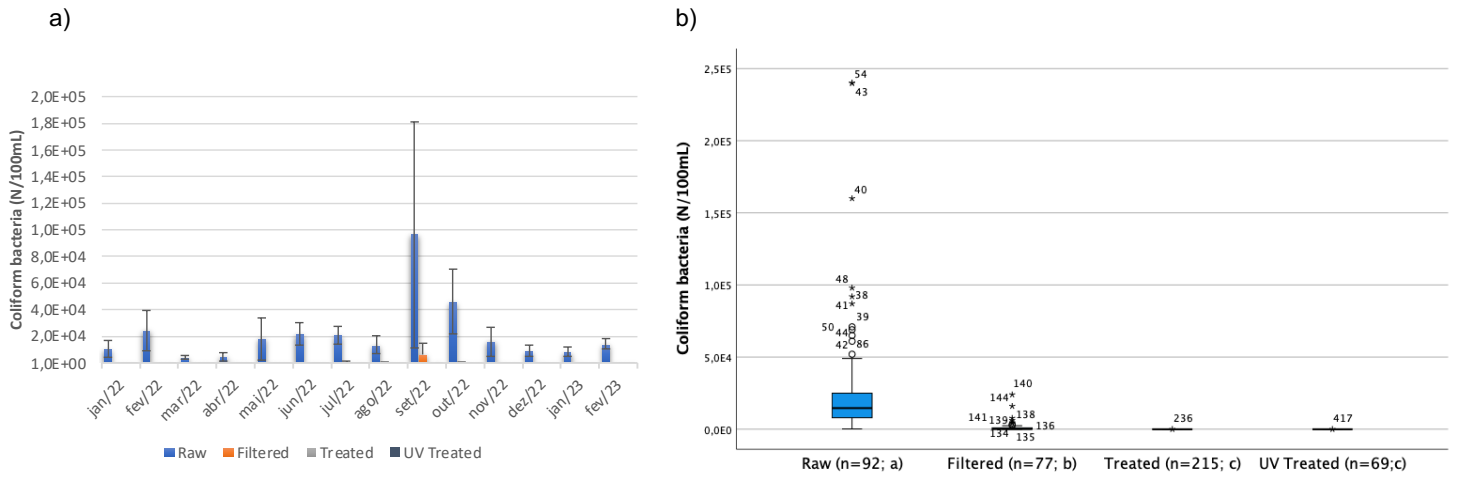 a)
Coliform bacteria (N/100mL)
2,0E+05
1,8E+05
1,6E+05
1,4E+05
1,2E+05
1,0E+05
8,0E+04
6,0E+04
4,0E+04
2,0E+04
1,0E+00
jan/22
fev/22
mar/22
abr/22
mai/22
jun/22
jul/22
ago/22
set/22
out/22
nov/22
dez/22
jan/23
fev/23
Raw Filtered Treated UV Treated
b)
Coliform bacteria (N/100mL)
2,5E5
2,0E5
1,5E5
1,0E5
5,0E4
0,0E0
54
43
40
48
38
41
39
50
44
42 86
140
144
141 139 138
136
134 135
236
417
Raw (n=92; a) Filtered (n=77; b) Treated (n=215; c) UV Treated (n=69;c)